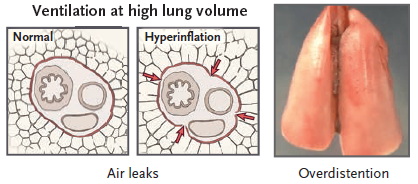 Ventilation at high lung volume
Normal
Hyperinflation
Air leaks
Overdistention